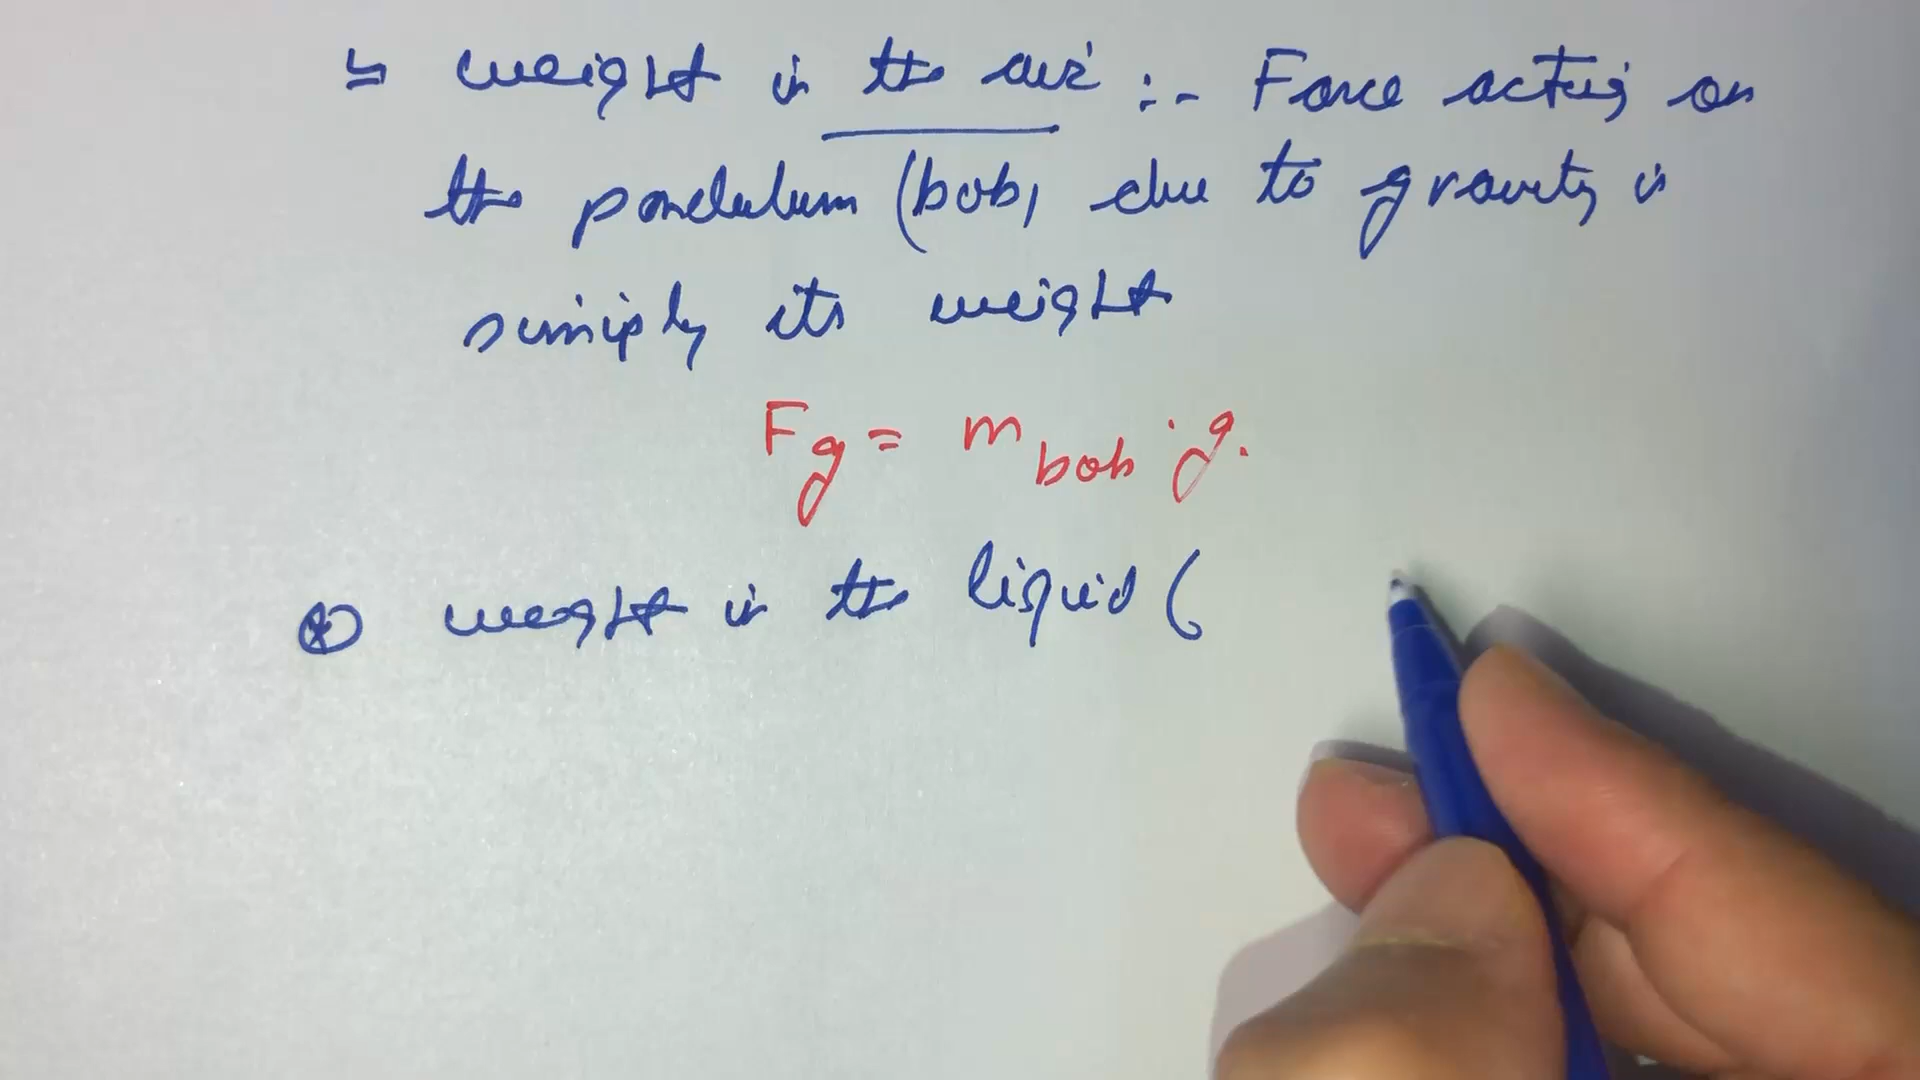 ↳ weight in the air :- Force acting on
the pendulum (bob) due to gravity is
simply its weight
Fg = m bob · g.
⊛ weight in the liquid (